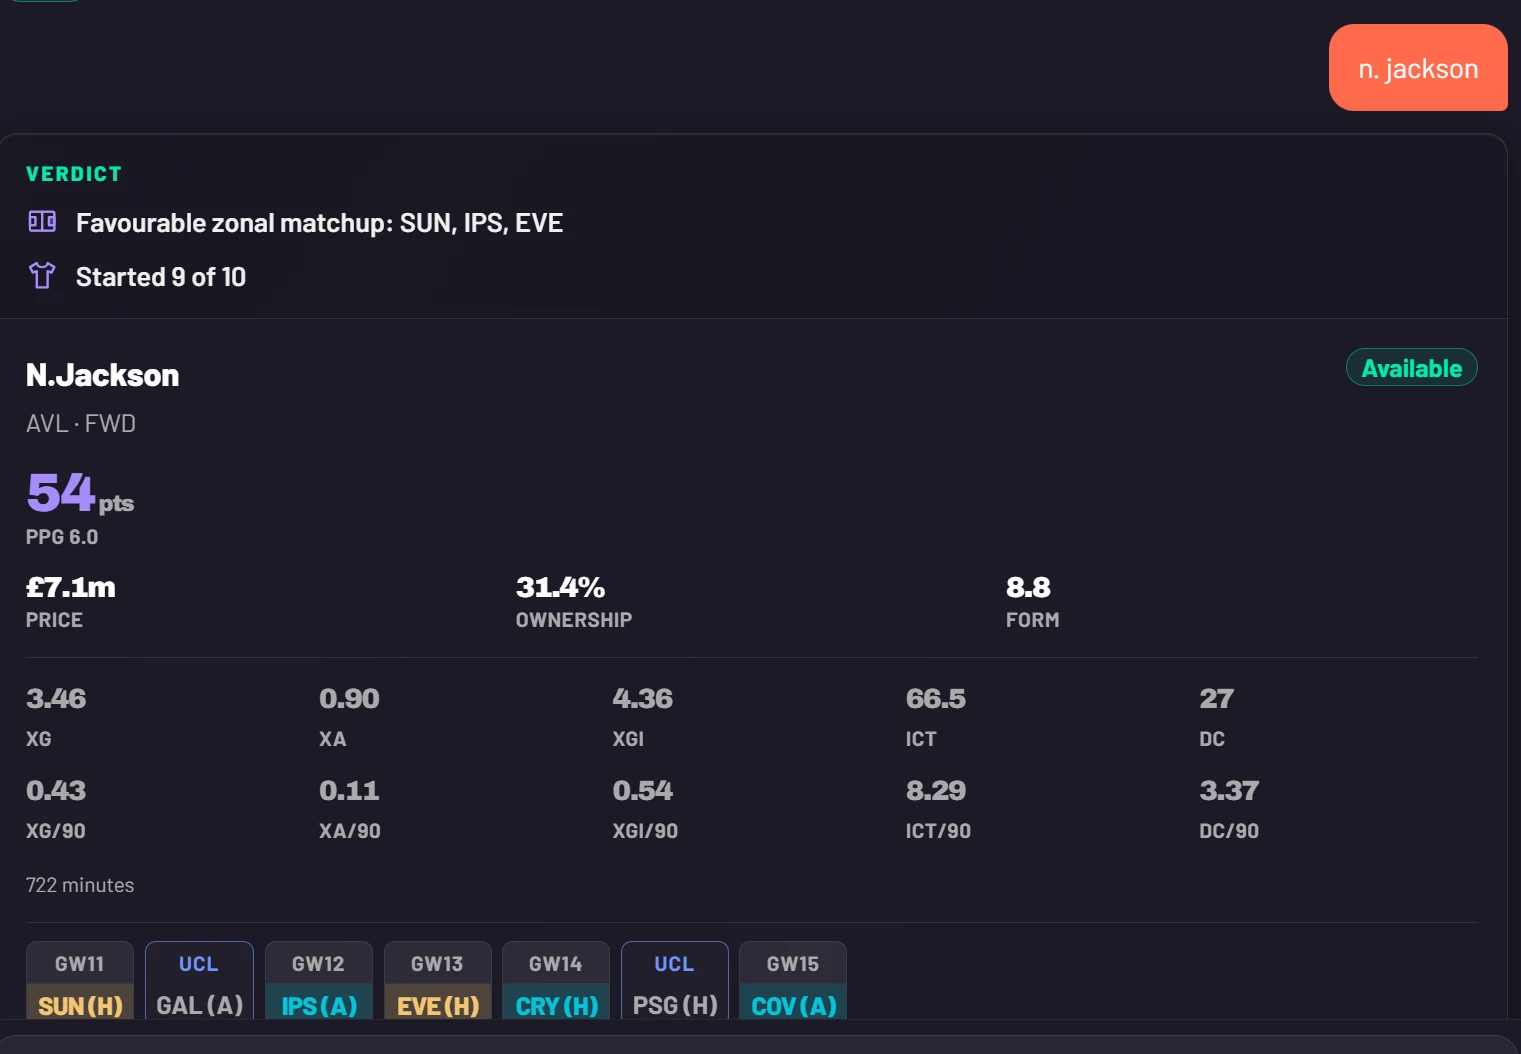 n. jackson
VERDICT
Favourable zonal matchup: SUN, IPS, EVE
Started 9 of 10
N.Jackson
Available
AVL · FWD
54 pts
PPG 6.0
£7.1m 31.4% 8.8
PRICE OWNERSHIP FORM
3.46 0.90 4.36 66.5 27
XG XA XGI ICT DC
0.43 0.11 0.54 8.29 3.37
XG/90 XA/90 XGI/90 ICT/90 DC/90
722 minutes
GW11 UCL GW12 GW13 GW14 UCL GW15
SUN (H) GAL (A) IPS (A) EVE (H) CRY (H) PSG (H) COV (A)